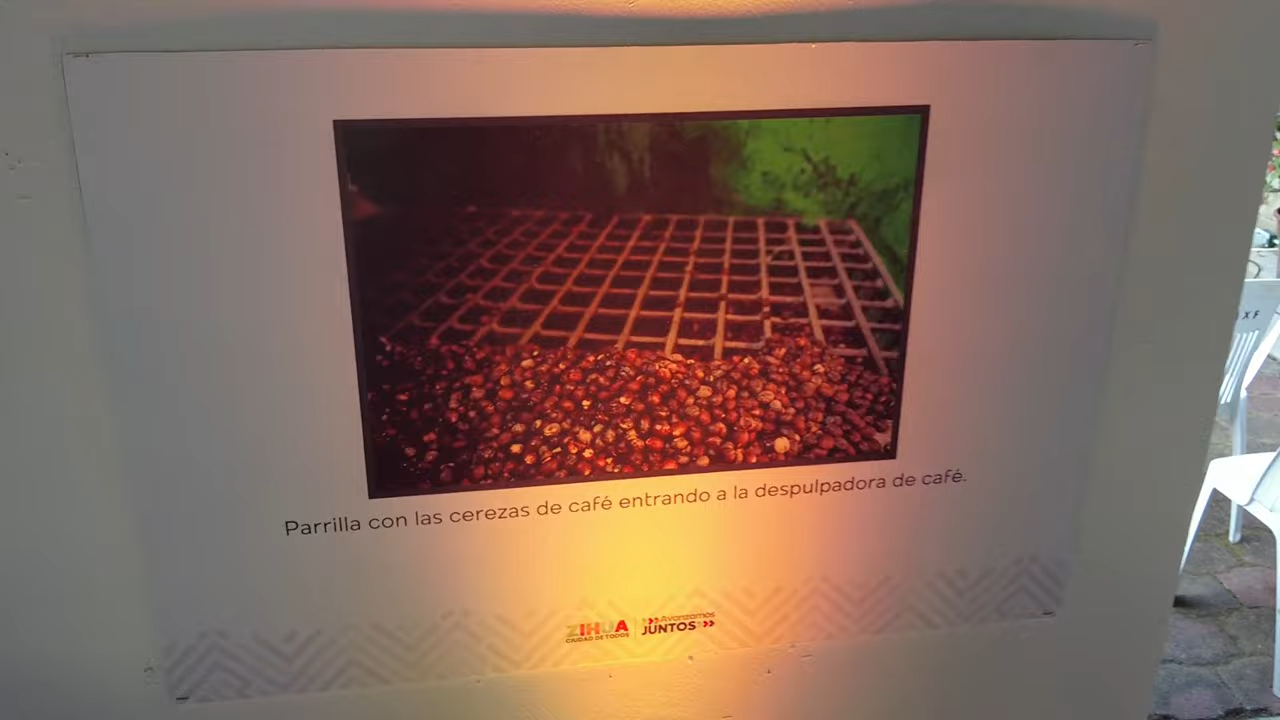 Parrilla con las cerezas de café entrando a la despulpadora de café.
ZIHUA
CIUDAD DE TODOS
Avanzamos
JUNTOS
X F